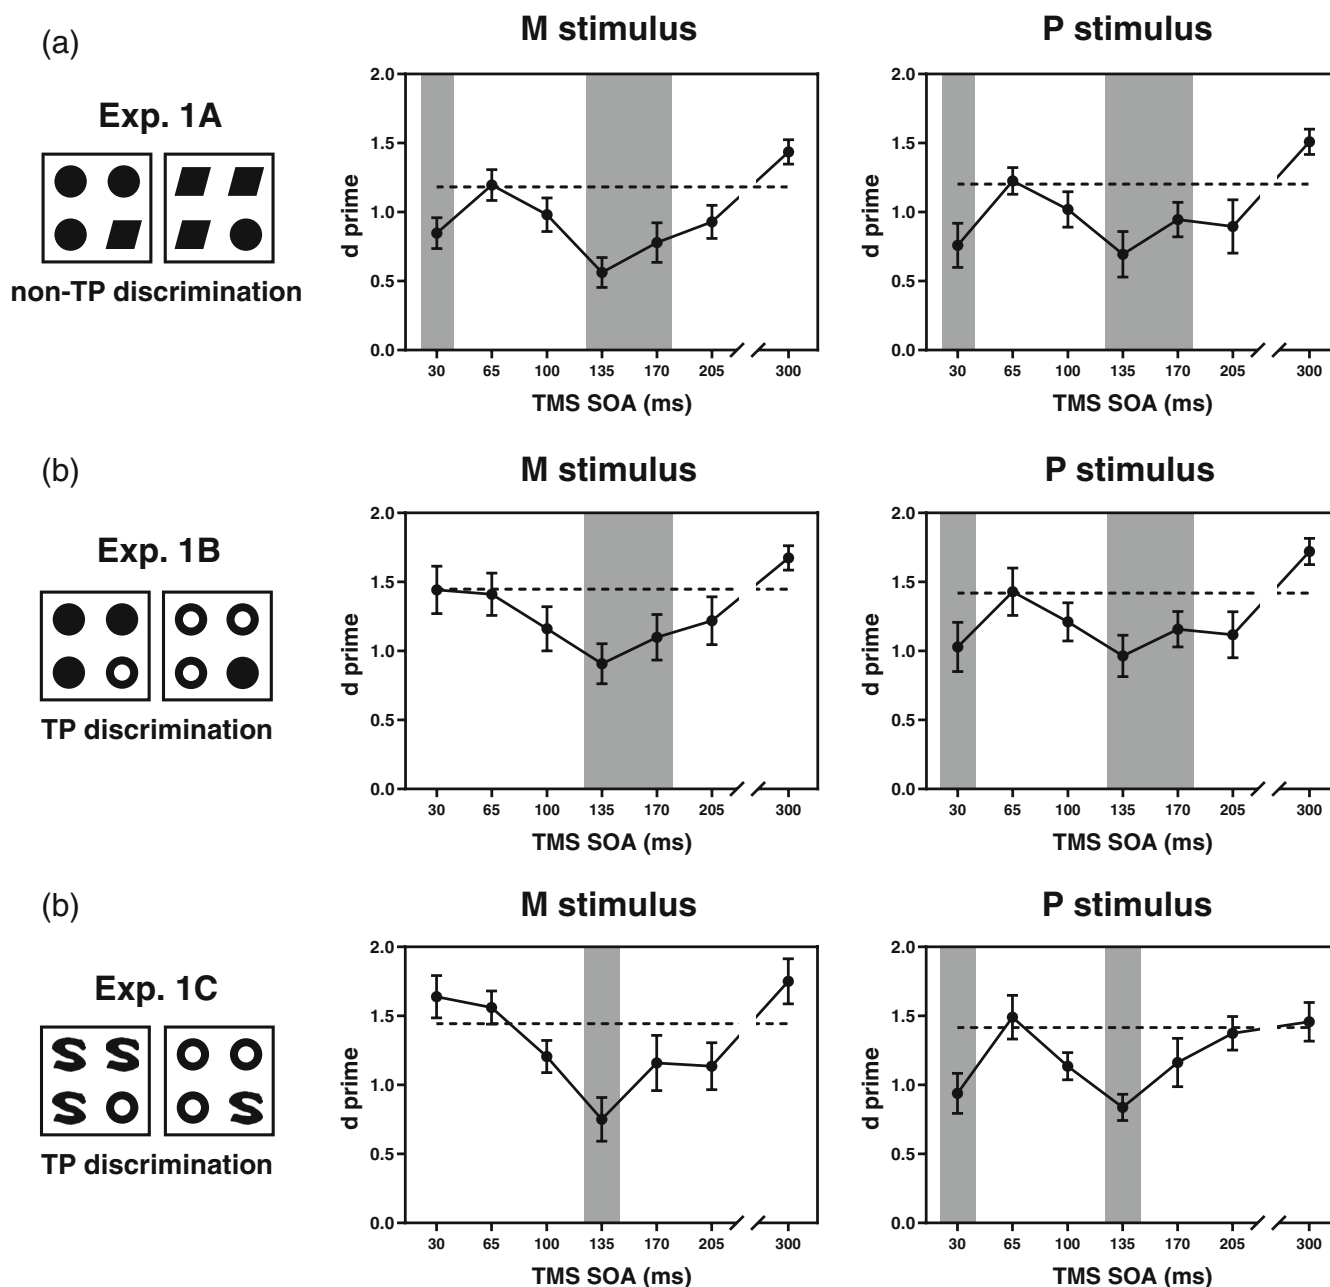 (a)
M stimulus
P stimulus
Exp. 1A
non-TP discrimination
2.0
1.5
1.0
0.5
0.0
d prime
30 65 100 135 170 205 300
TMS SOA (ms)
2.0
1.5
1.0
0.5
0.0
d prime
30 65 100 135 170 205 300
TMS SOA (ms)
(b)
M stimulus
P stimulus
Exp. 1B
TP discrimination
2.0
1.5
1.0
0.5
0.0
d prime
30 65 100 135 170 205 300
TMS SOA (ms)
2.0
1.5
1.0
0.5
0.0
d prime
30 65 100 135 170 205 300
TMS SOA (ms)
(b)
M stimulus
P stimulus
Exp. 1C
S S
S
S
TP discrimination
2.0
1.5
1.0
0.5
0.0
d prime
30 65 100 135 170 205 300
TMS SOA (ms)
2.0
1.5
1.0
0.5
0.0
d prime
30 65 100 135 170 205 300
TMS SOA (ms)